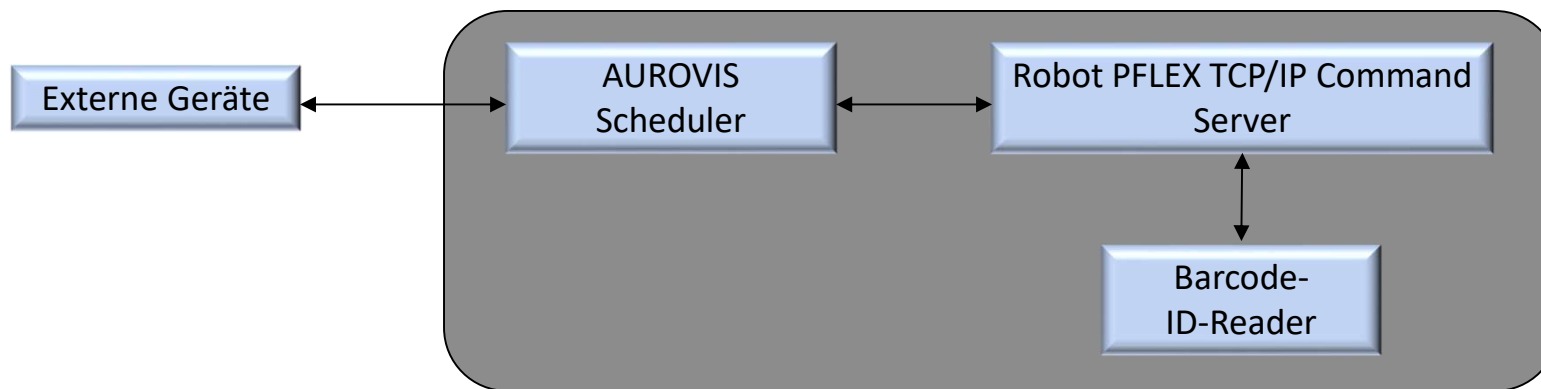 Externe Geräte
AUROVIS
Scheduler
Robot PFLEX TCP/IP Command
Server
Barcode-
ID-Reader